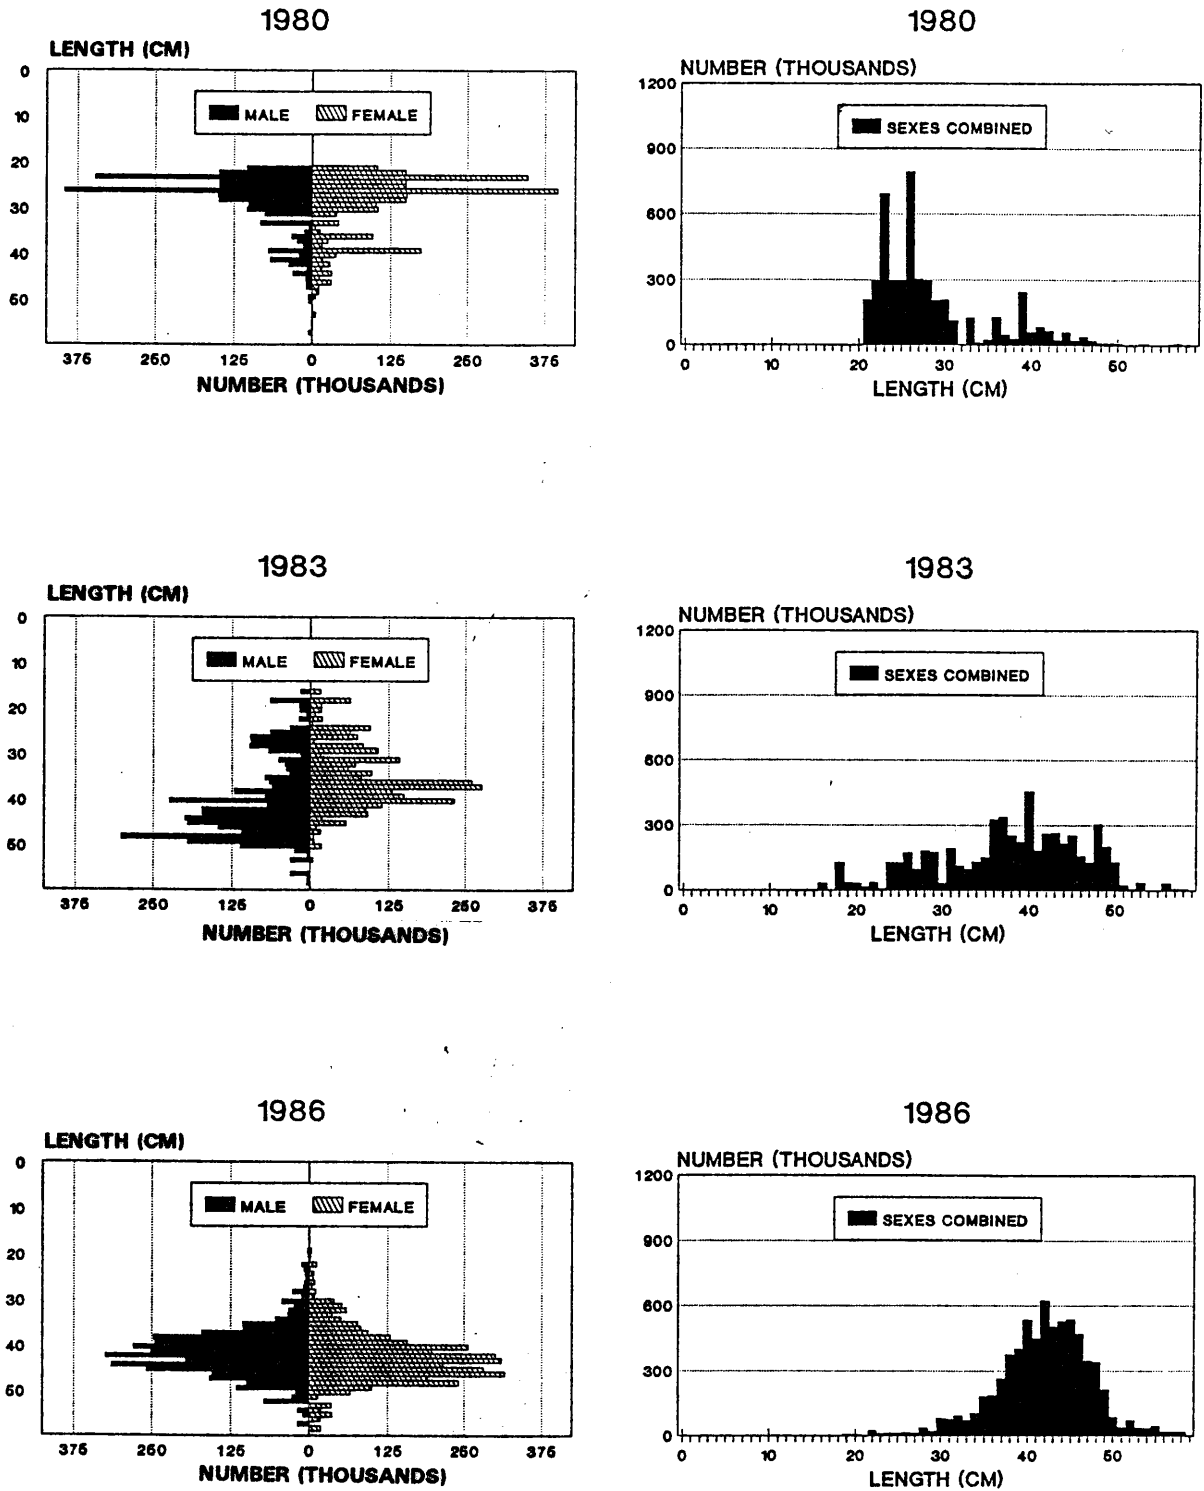 1980
LENGTH (CM)
0
10
20
30
40
50
MALE FEMALE
375 250 125 0 125 250 375
NUMBER (THOUSANDS)
1980
NUMBER (THOUSANDS)
1200
900
600
300
0
SEXES COMBINED
0 10 20 30 40 50
LENGTH (CM)
1983
LENGTH (CM)
0
10
20
30
40
50
MALE FEMALE
375 250 125 0 125 250 375
NUMBER (THOUSANDS)
1983
NUMBER (THOUSANDS)
1200
900
600
300
0
SEXES COMBINED
0 10 20 30 40 50
LENGTH (CM)
1986
LENGTH (CM)
0
10
20
30
40
50
MALE FEMALE
375 250 125 0 125 250 375
NUMBER (THOUSANDS)
1986
NUMBER (THOUSANDS)
1200
900
600
300
0
SEXES COMBINED
0 10 20 30 40 50
LENGTH (CM)